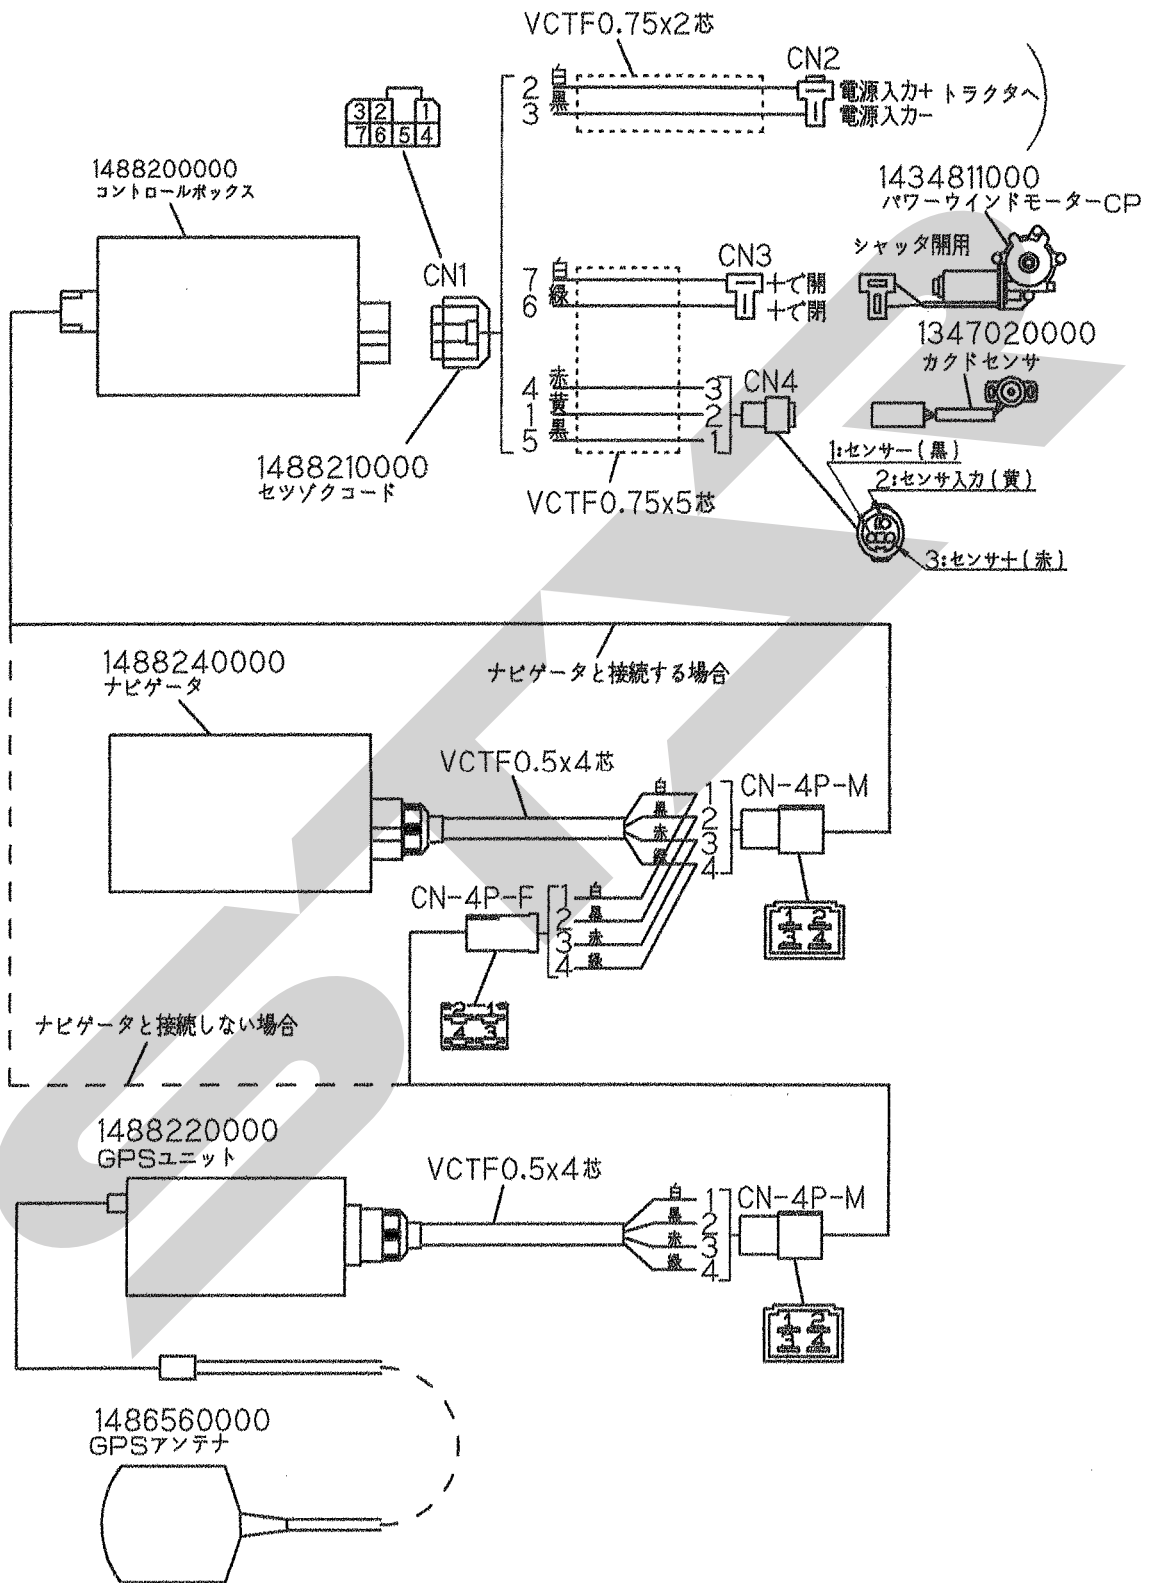 VCTF0.75x2芯
CN2
2 白
3 黒
電源入力+ トラクタへ
電源入力-
3 2 1
7 6 5 4
1488200000
コントロールボックス
1434811000
パワーウインドモーターCP
シャッタ開用
CN1
CN3
7 白
6 緑
+で開
+で閉
1347020000
カクドセンサ
4 赤 3
1 黄 2
5 黒 1
CN4
1488210000
セツゾクコード
VCTF0.75x5芯
1:センサー(黒)
2:センサ入力(黄)
3:センサ+(赤)
1488240000
ナビゲータ
ナビゲータと接続する場合
VCTF0.5x4芯
白 1
黒 2
赤 3
緑 4
CN-4P-M
CN-4P-F
1 白
2 黒
3 赤
4 緑
1 2
3 4
2 1
4 3
ナビゲータと接続しない場合
1488220000
GPSユニット
VCTF0.5x4芯
白 1
黒 2
赤 3
緑 4
CN-4P-M
1 2
3 4
1486560000
GPSアンテナ